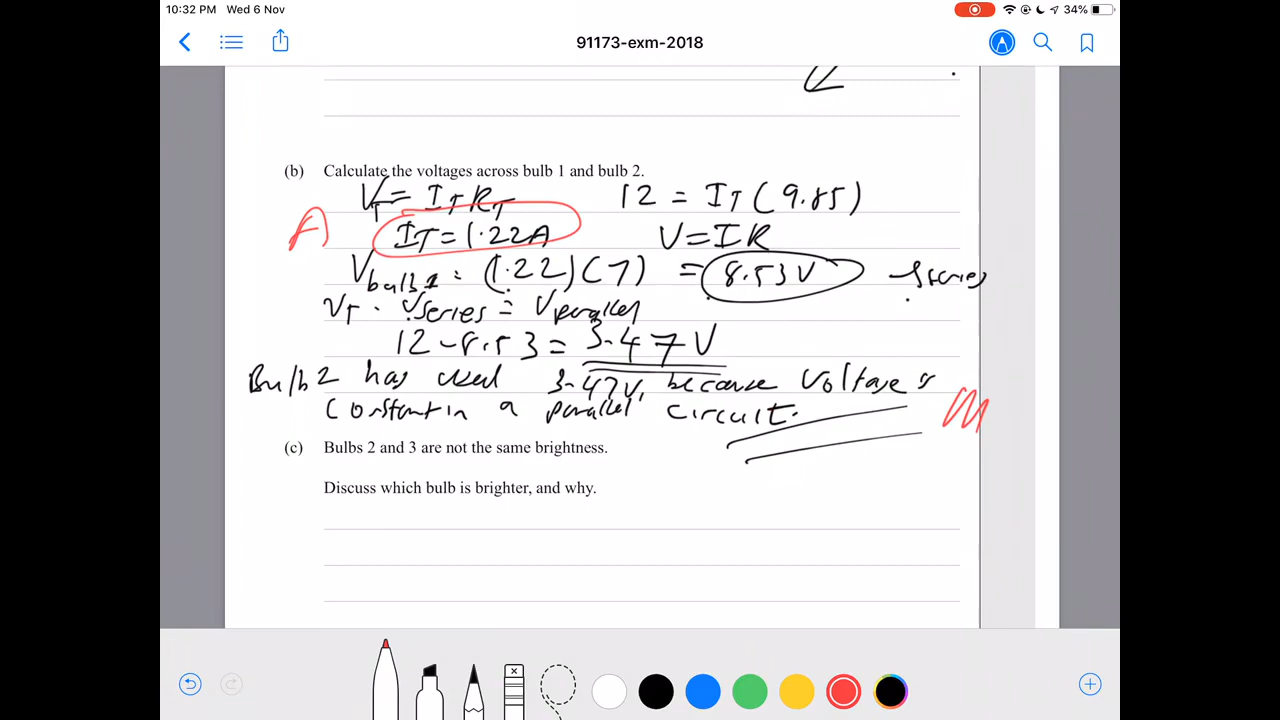 10:32 PM Wed 6 Nov 34%
91173-exm-2018
(b) Calculate the voltages across bulb 1 and bulb 2.
VT = IT RT 12 = IT (9.85)
A IT = 1.22A V = IR
Vbulb 1 = (1.22)(7) = 8.53V series
VT - Vseries = Vparallel
12 - 8.53 = 3.47V
Bulb 2 has used 3.47V, because Voltage is
constant in a parallel circuit. M
(c) Bulbs 2 and 3 are not the same brightness.
Discuss which bulb is brighter, and why.